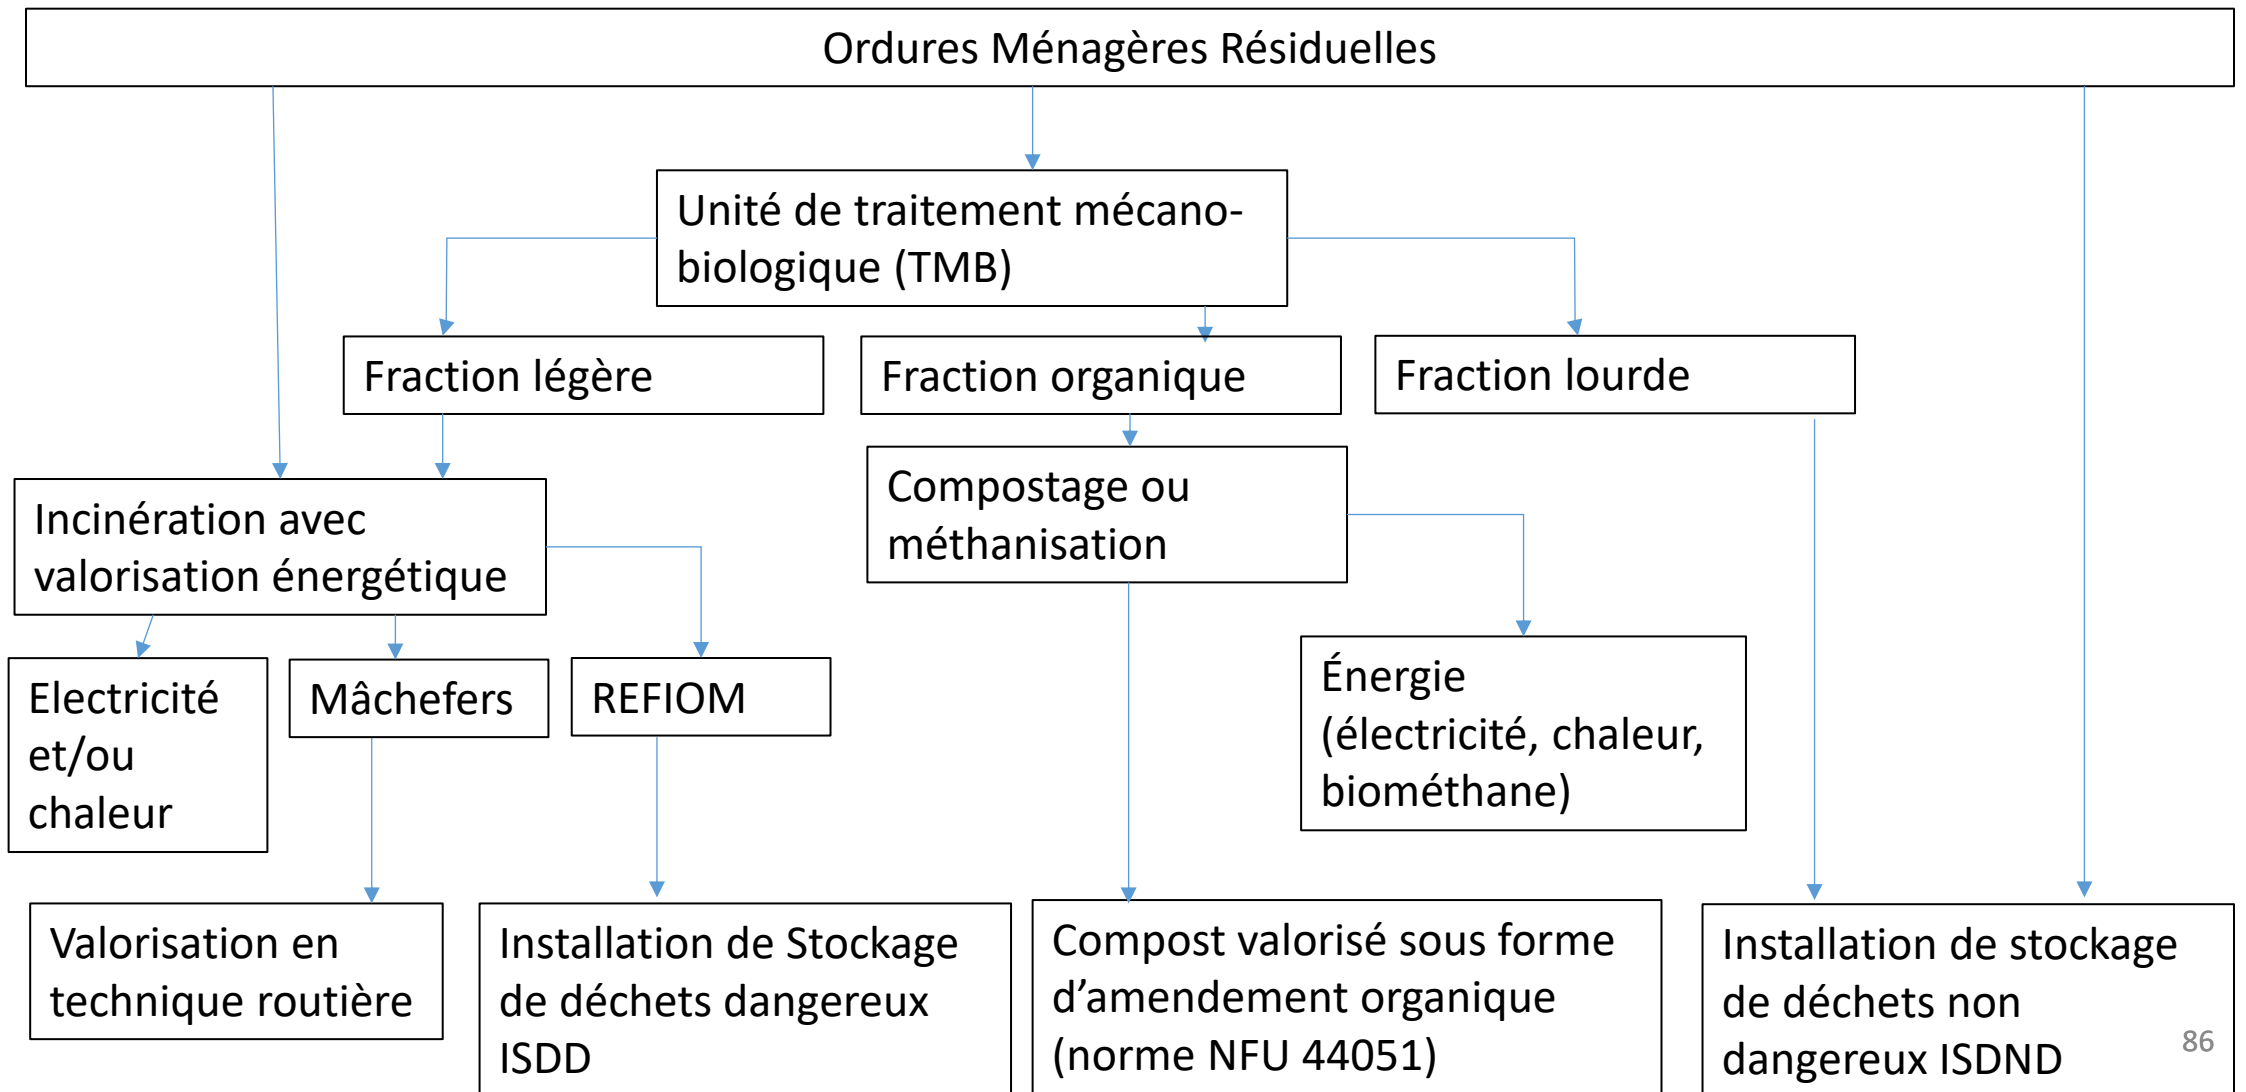 Ordures Ménagères Résiduelles
Unité de traitement mécano-
biologique (TMB)
Fraction légère
Fraction organique
Fraction lourde
Incinération avec
valorisation énergétique
Compostage ou
méthanisation
Electricité
et/ou
chaleur
Mâchefers
REFIOM
Énergie
(électricité, chaleur,
biométhane)
Valorisation en
technique routière
Installation de Stockage
de déchets dangereux
ISDD
Compost valorisé sous forme
d’amendement organique
(norme NFU 44051)
Installation de stockage
de déchets non
dangereux ISDND
86